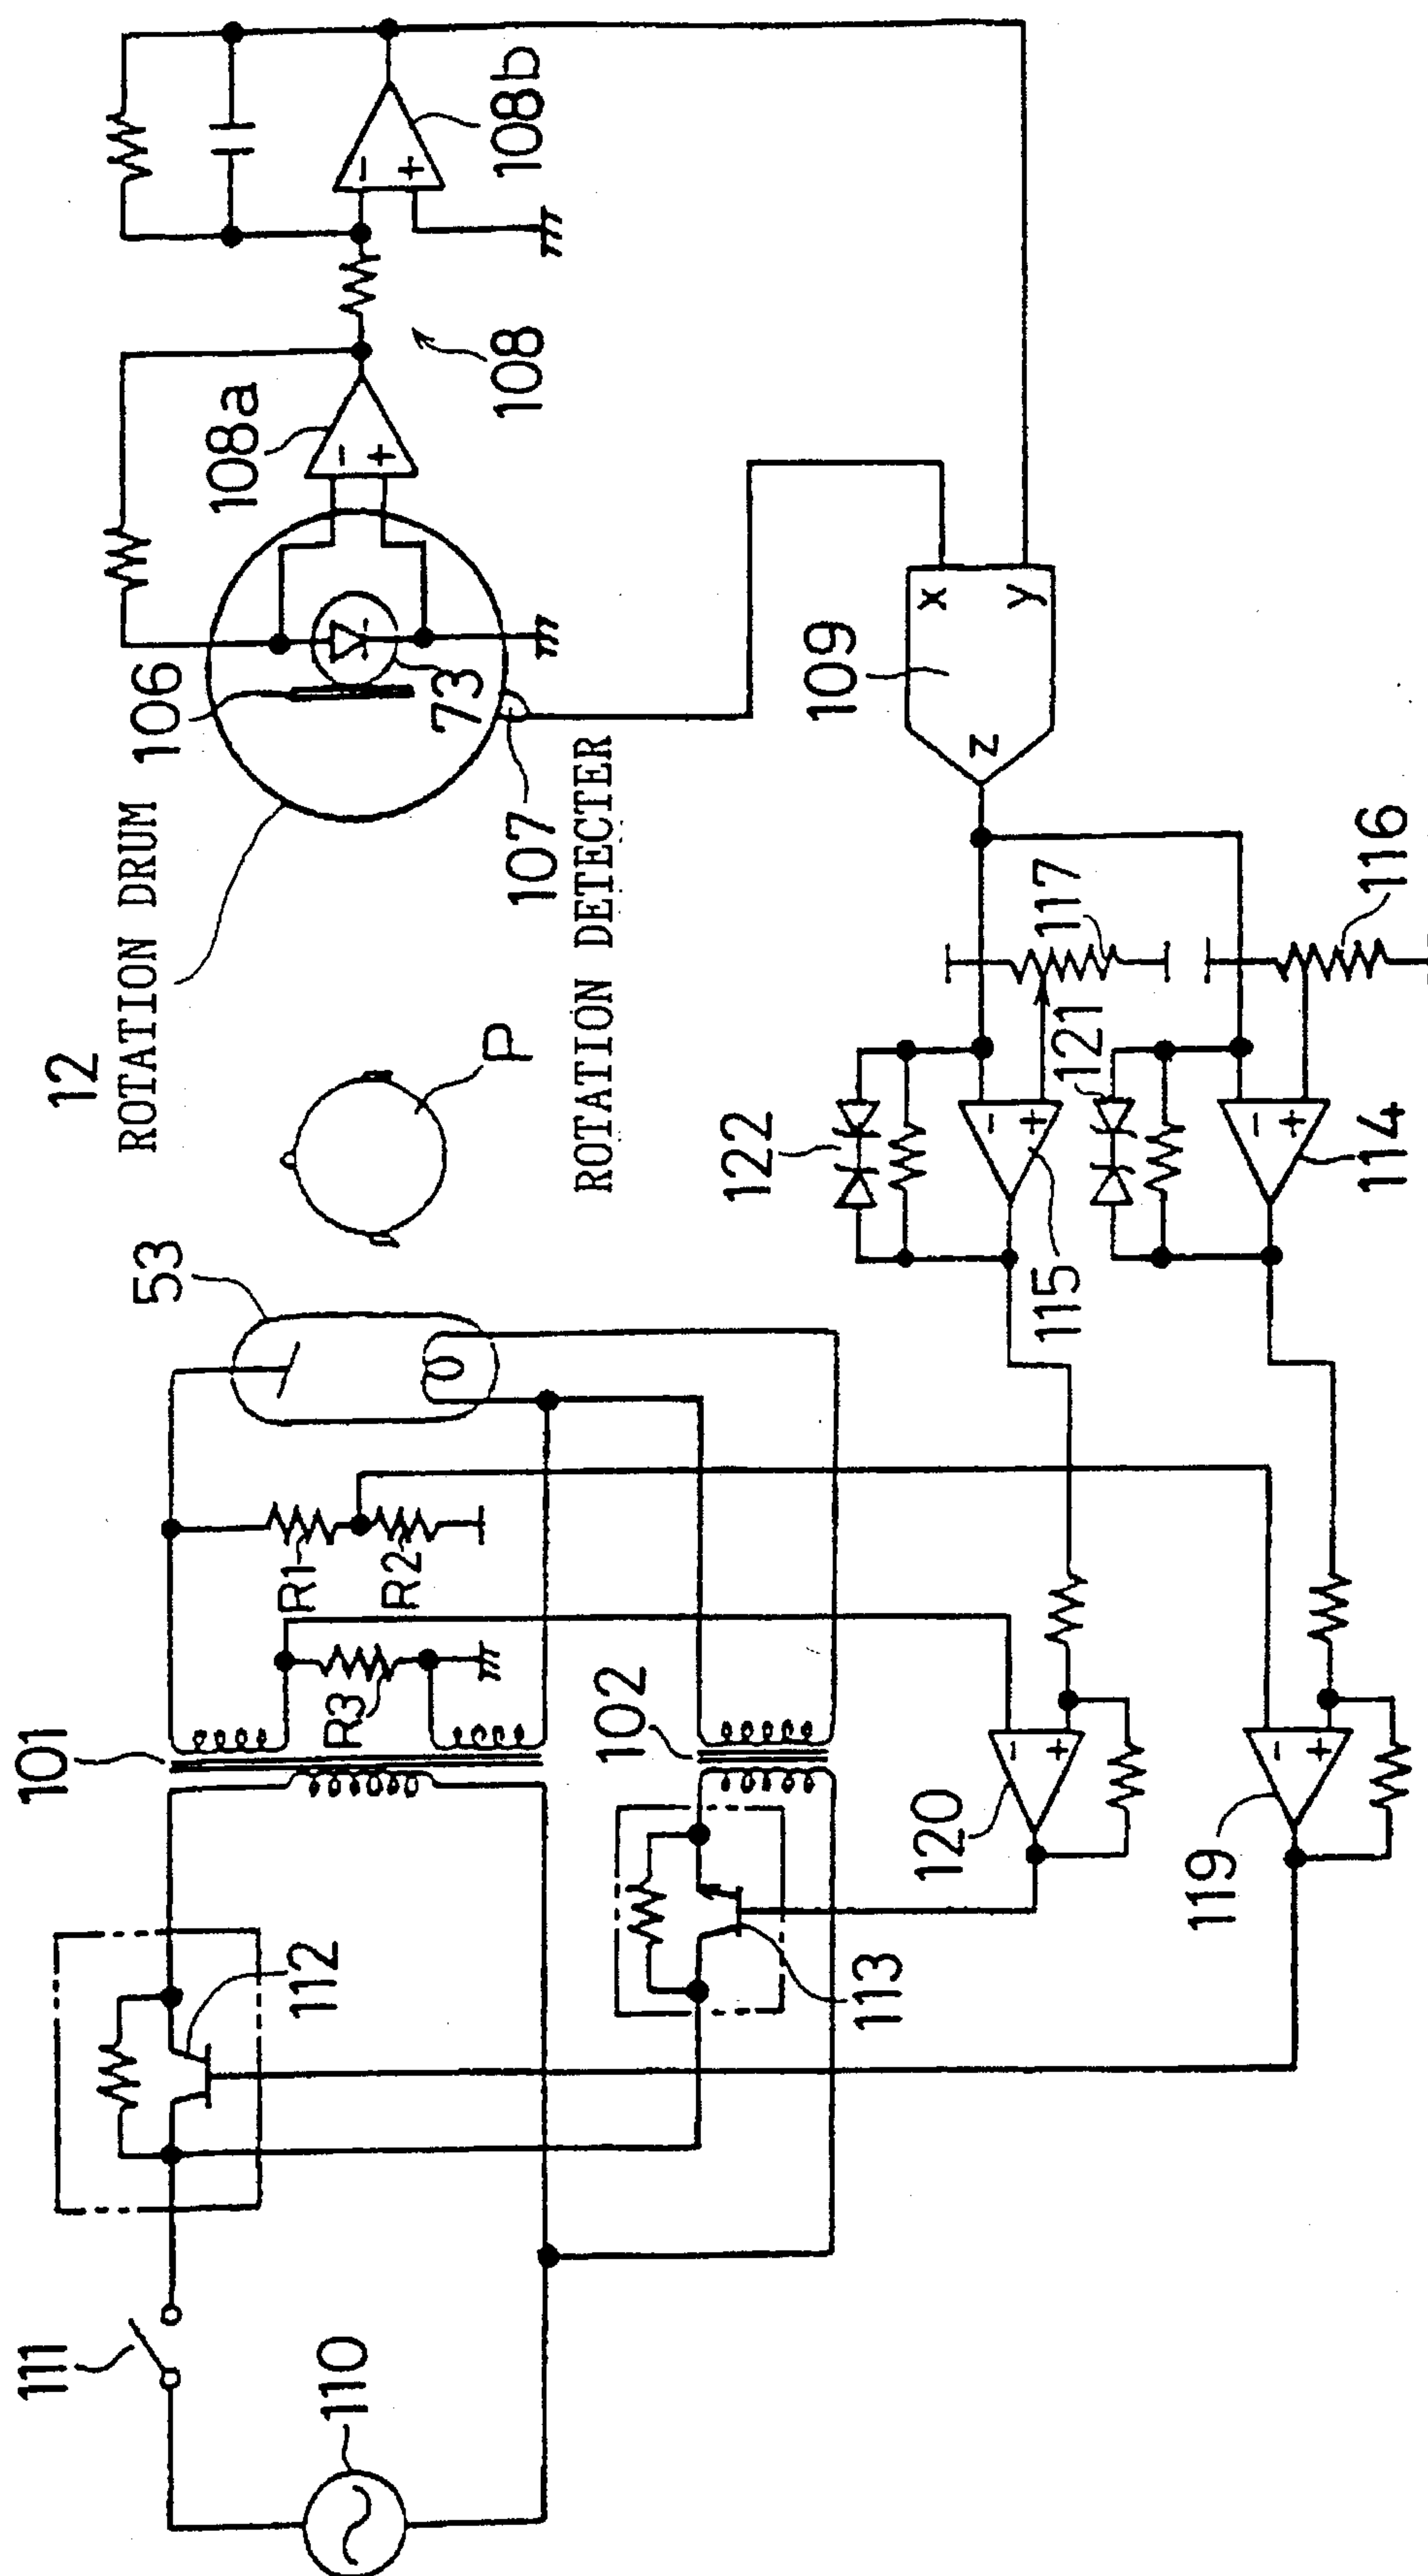 111
110
112
101
102
113
R1
R2
R3
53
P
12
ROTATION DRUM
106
73
107
ROTATION DETECTER
108a
108
108b
- +
- +
109
x
y
z
122
115
- +
117
121
114
- +
116
120
- +
119
- +